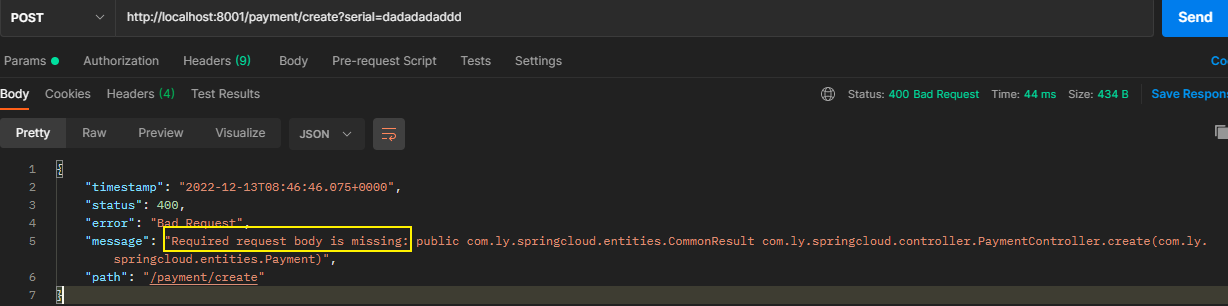 POST http://localhost:8001/payment/create?serial=dadadadaddd Send
Params Authorization Headers (9) Body Pre-request Script Tests Settings Co
Body Cookies Headers (4) Test Results Status: 400 Bad Request Time: 44 ms Size: 434 B Save Respon
Pretty Raw Preview Visualize JSON
1 {
2 "timestamp": "2022-12-13T08:46:46.075+0000",
3 "status": 400,
4 "error": "Bad Request",
5 "message": "Required request body is missing: public com.ly.springcloud.entities.CommonResult com.ly.springcloud.controller.PaymentController.create(com.ly.
springcloud.entities.Payment)",
6 "path": "/payment/create"
7 }